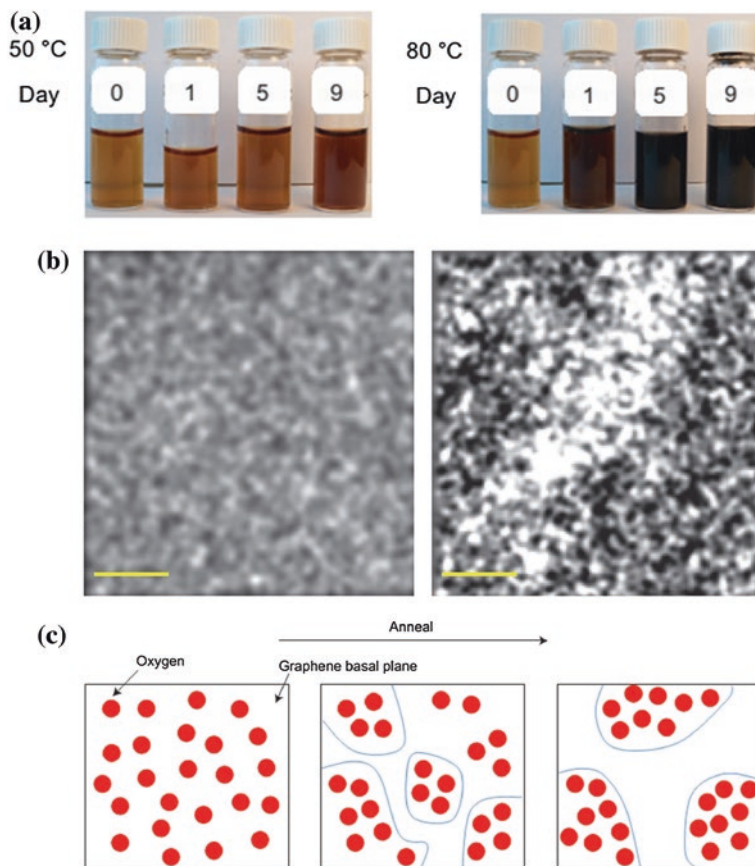 (a)
50 °C
Day
0 1 5 9
80 °C
Day
0 1 5 9
(b)
(c)
Anneal
Oxygen
Graphene basal plane